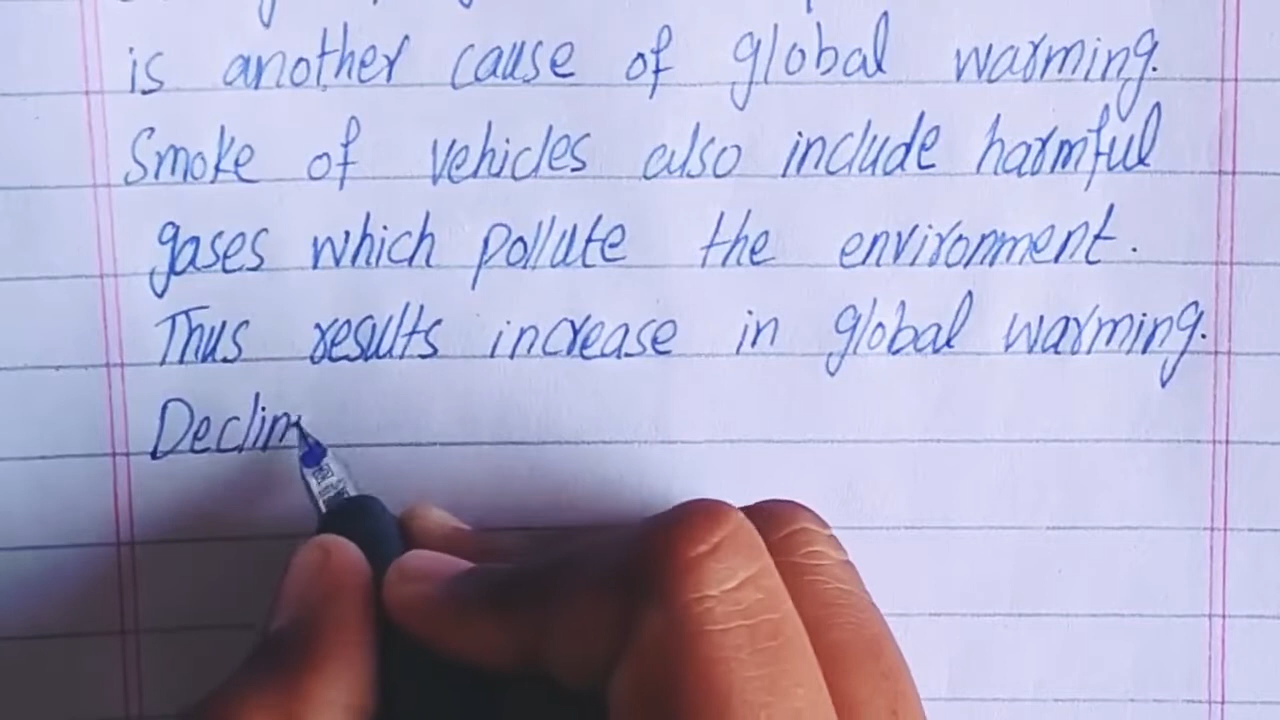 is another cause of global warming.
Smoke of vehicles also include harmful
gases which pollute the environment.
Thus results increase in global warming.
Declin